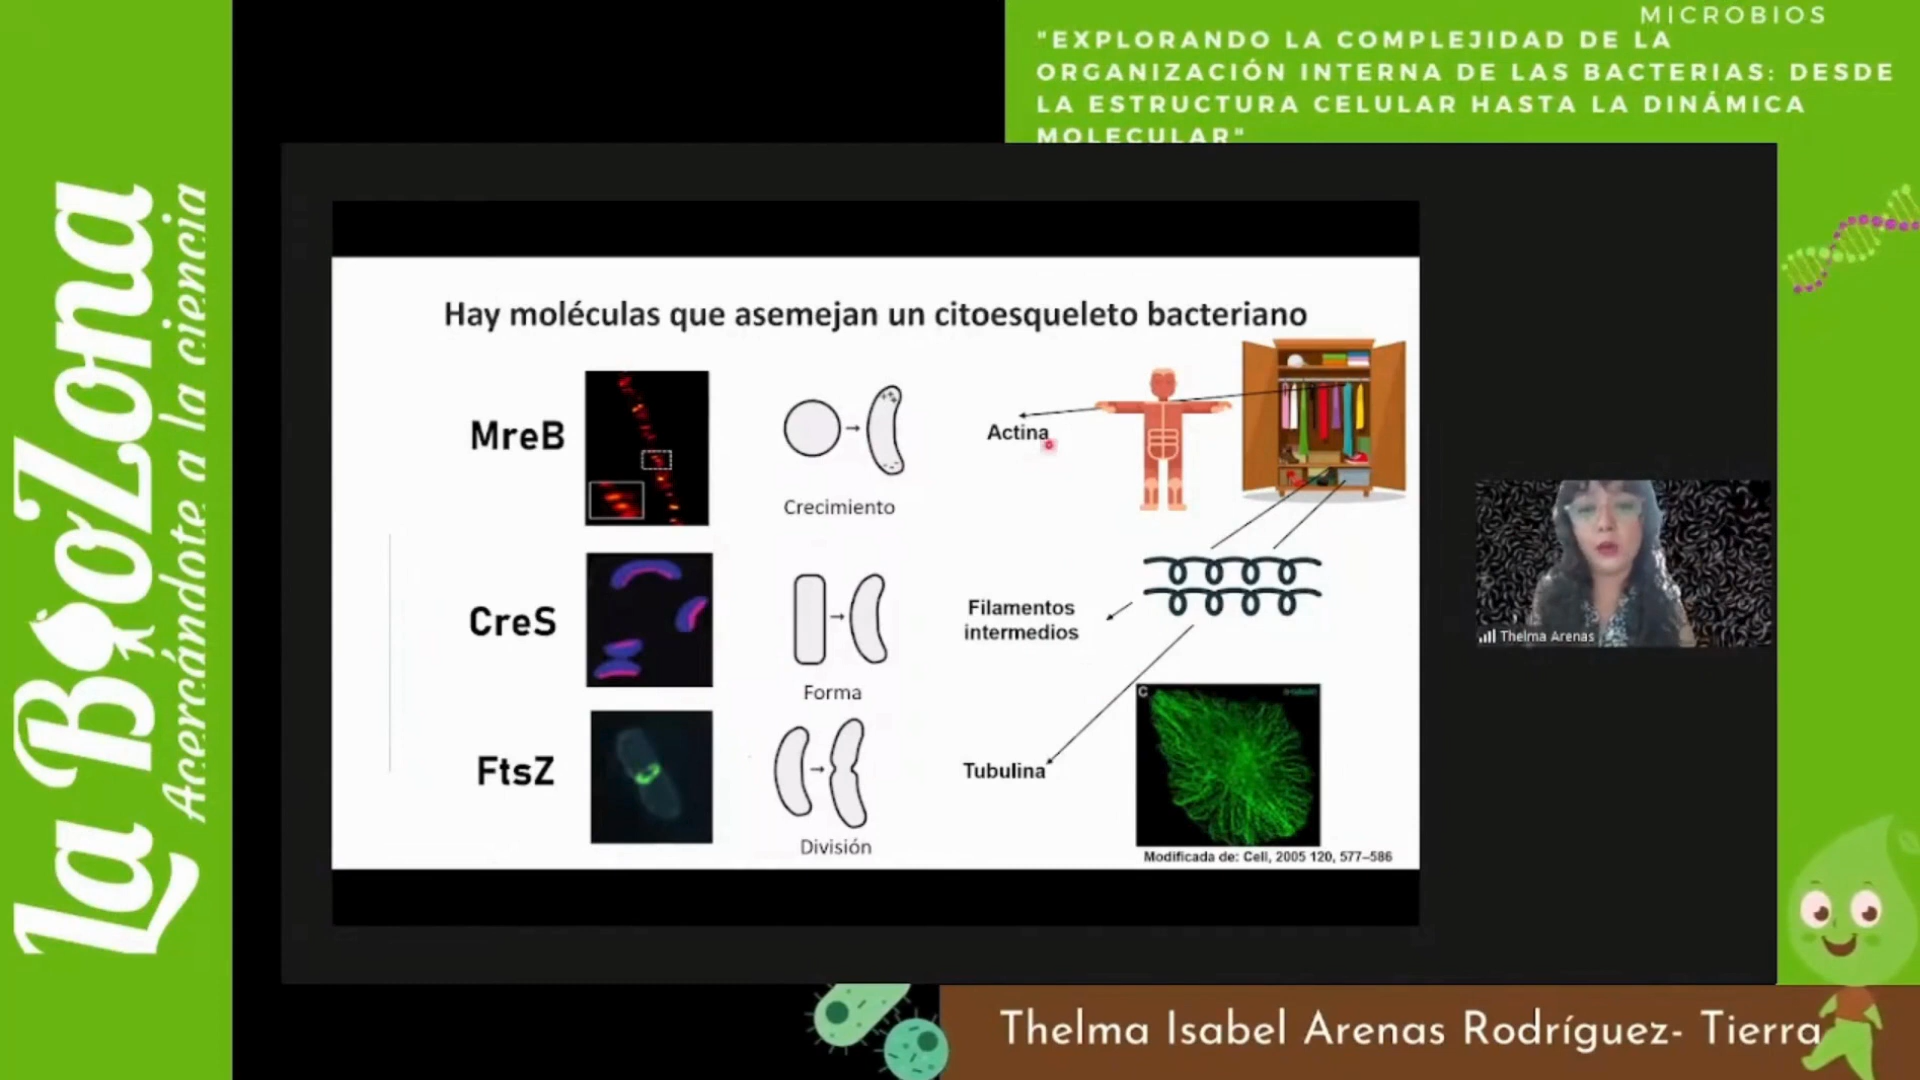 La BioZona
Acercándote a la ciencia
MICROBIOS
"EXPLORANDO LA COMPLEJIDAD DE LA
ORGANIZACIÓN INTERNA DE LAS BACTERIAS: DESDE
LA ESTRUCTURA CELULAR HASTA LA DINÁMICA
MOLECULAR"
Hay moléculas que asemejan un citoesqueleto bacteriano
MreB
Crecimiento
Actina
CreS
Forma
Filamentos
intermedios
FtsZ
División
Tubulina
C
Modificada de: Cell, 2005 120, 577–586
Thelma Arenas
Thelma Isabel Arenas Rodríguez- Tierra